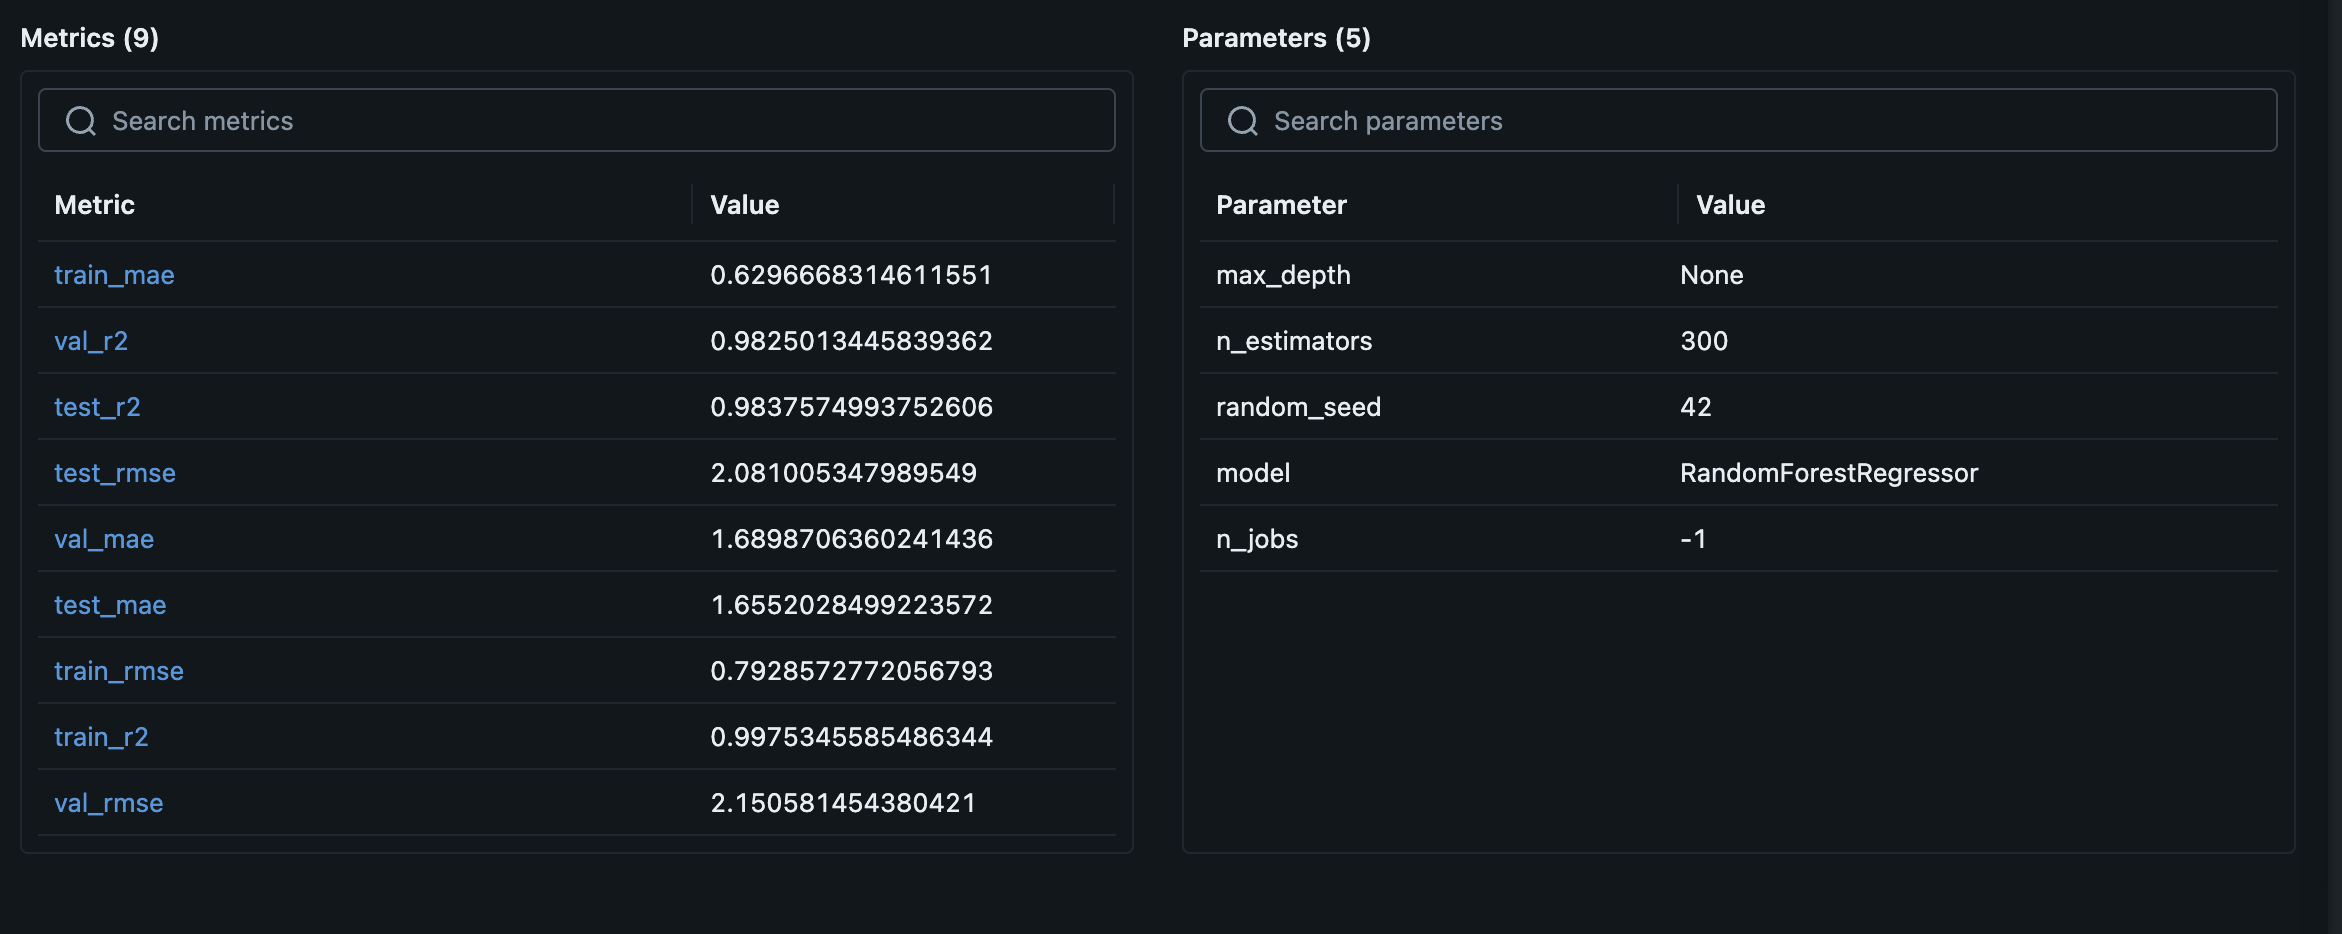 Metrics (9)
Search metrics
Metric Value
train_mae 0.6296668314611551
val_r2 0.9825013445839362
test_r2 0.9837574993752606
test_rmse 2.081005347989549
val_mae 1.6898706360241436
test_mae 1.6552028499223572
train_rmse 0.7928572772056793
train_r2 0.9975345585486344
val_rmse 2.150581454380421
Parameters (5)
Search parameters
Parameter Value
max_depth None
n_estimators 300
random_seed 42
model RandomForestRegressor
n_jobs -1